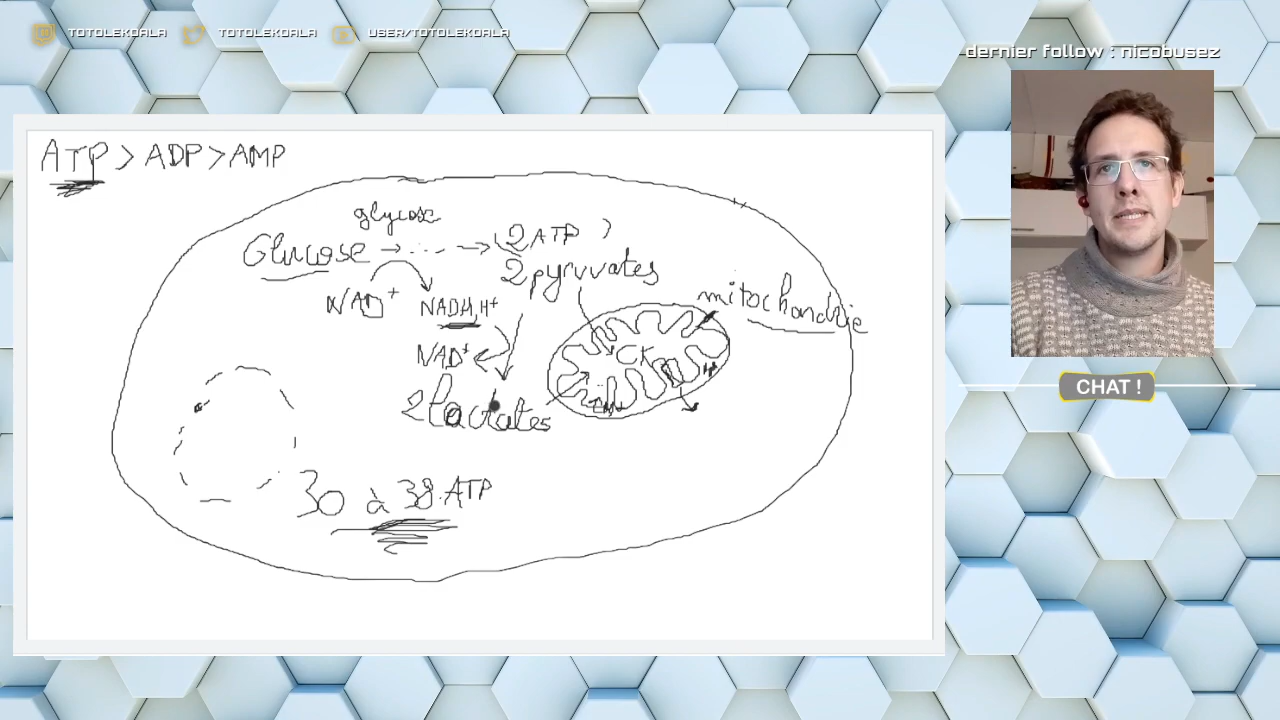 TOTOLEKOALA
TOTOLEKOALA
USER/TOTOLEKOALA
dernier follow : nicobusez
CHAT !
ATP > ADP > AMP
glycose
Glucose → ... → (2 ATP )
2 pyruvates
NAD+
NADH,H+
NAD+
2 lactates
mitochondrie
CK
30 à 38 ATP